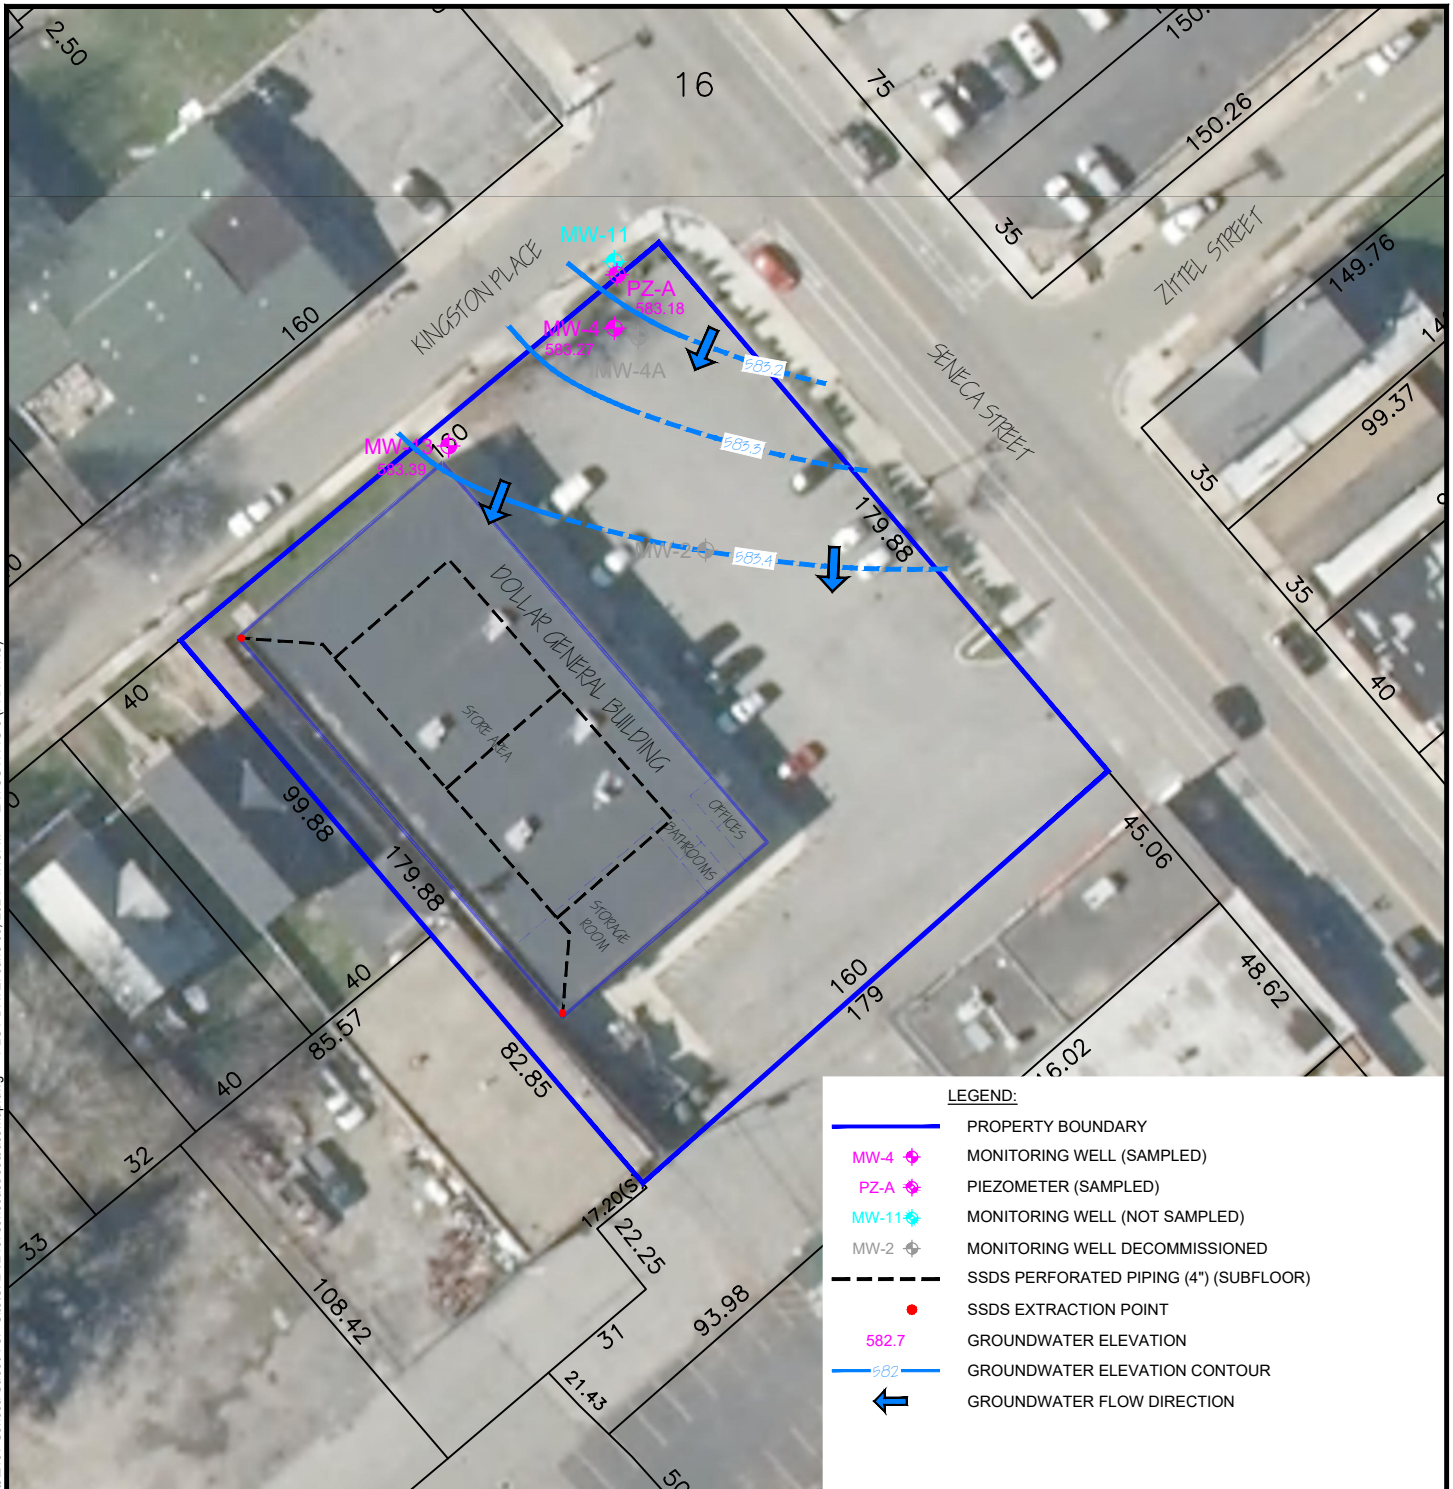 2.50
16
75
150.26
35
ZITTEL STREET
149.76
KINGSTON PLACE
160
MW-11
PZ-A
583.18
MW-4
583.27
MW-4A
583.2
SENECA STREET
99.37
583.3
160
MW-13
583.39
35
179.88
MW-2
583.4
35
DOLLAR GENERAL BUILDING
STORE AREA
40
40
OFFICES
BATHROOMS
99.88
179.88
STORAGE
ROOM
45.06
40
85.57
160
179
48.62
82.85
40
16.02
32
33
17.20(S)
22.25
108.42
93.98
31
21.43
50
LEGEND:
PROPERTY BOUNDARY
MW-4 MONITORING WELL (SAMPLED)
PZ-A PIEZOMETER (SAMPLED)
MW-11 MONITORING WELL (NOT SAMPLED)
MW-2 MONITORING WELL DECOMMISSIONED
SSDS PERFORATED PIPING (4") (SUBFLOOR)
SSDS EXTRACTION POINT
582.7 GROUNDWATER ELEVATION
582 GROUNDWATER ELEVATION CONTOUR
GROUNDWATER FLOW DIRECTION